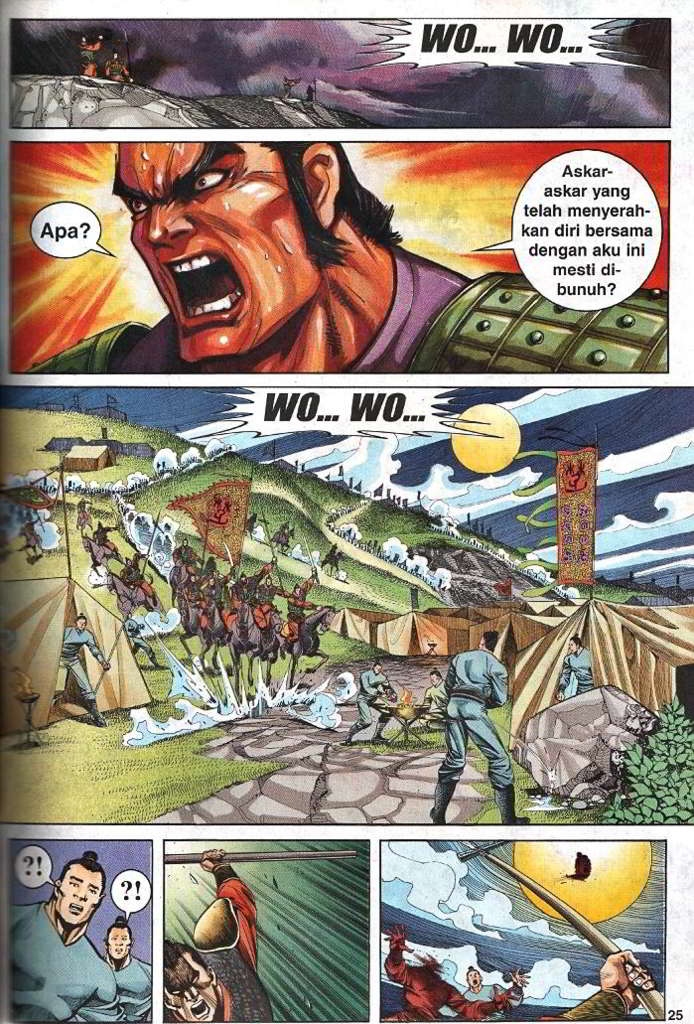 WO... WO...
Apa?
Askar-
askar yang
telah menyerah-
kan diri bersama
dengan aku ini
mesti di-
bunuh?
WO... WO...
?!
?!
25